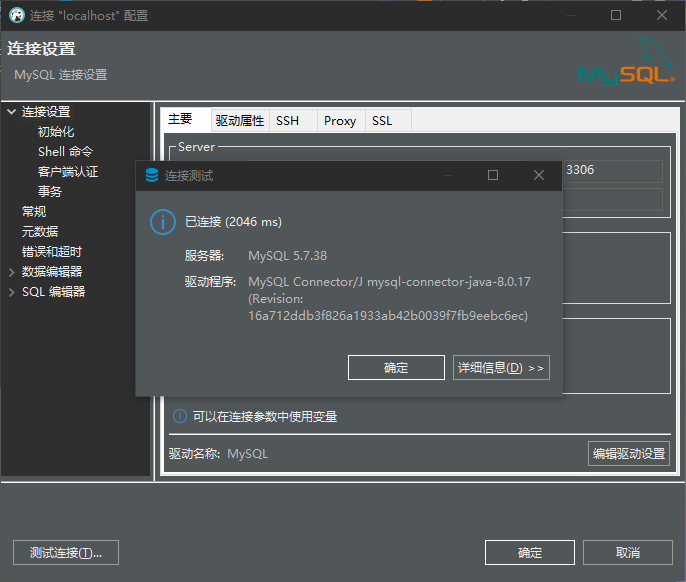 连接 "localhost" 配置
连接设置
MySQL 连接设置
MySQL
连接设置
初始化
Shell 命令
客户端认证
事务
常规
元数据
错误和超时
数据编辑器
SQL 编辑器
主要 驱动属性 SSH Proxy SSL
Server
3306
连接测试
已连接 (2046 ms)
服务器: MySQL 5.7.38
驱动程序: MySQL Connector/J mysql-connector-java-8.0.17
(Revision:
16a712ddb3f826a1933ab42b0039f7fb9eebc6ec)
确定 详细信息(D) >>
可以在连接参数中使用变量
驱动名称: MySQL 编辑驱动设置
测试连接(T)... 确定 取消